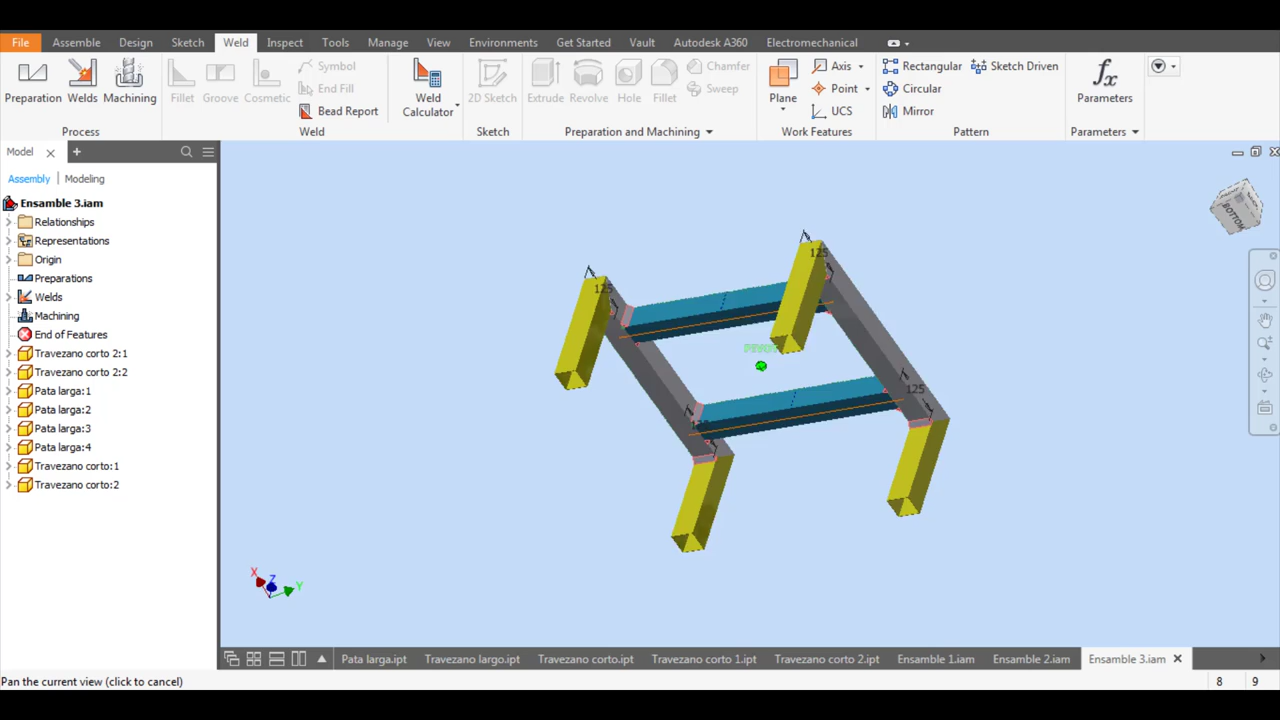 File Assemble Design Sketch Weld Inspect Tools Manage View Environments Get Started Vault Autodesk A360 Electromechanical
Preparation Welds Machining
Process
Fillet Groove Cosmetic
Symbol
End Fill
Bead Report
Weld Calculator
Weld
2D Sketch
Sketch
Extrude Revolve Hole Fillet
Chamfer
Sweep
Preparation and Machining
Plane
Axis
Point
UCS
Work Features
Rectangular Sketch Driven
Circular
Mirror
Pattern
fx
Parameters
Parameters
Model
Assembly Modeling
Ensamble 3.iam
Relationships
Representations
Origin
Preparations
Welds
Machining
End of Features
Travezano corto 2:1
Travezano corto 2:2
Pata larga:1
Pata larga:2
Pata larga:3
Pata larga:4
Travezano corto:1
Travezano corto:2
BOTTOM
125
125
125
X
Z
Y
Pata larga.ipt Travezano largo.ipt Travezano corto.ipt Travezano corto 1.ipt Travezano corto 2.ipt Ensamble 1.iam Ensamble 2.iam Ensamble 3.iam
Pan the current view (click to cancel) 8 9